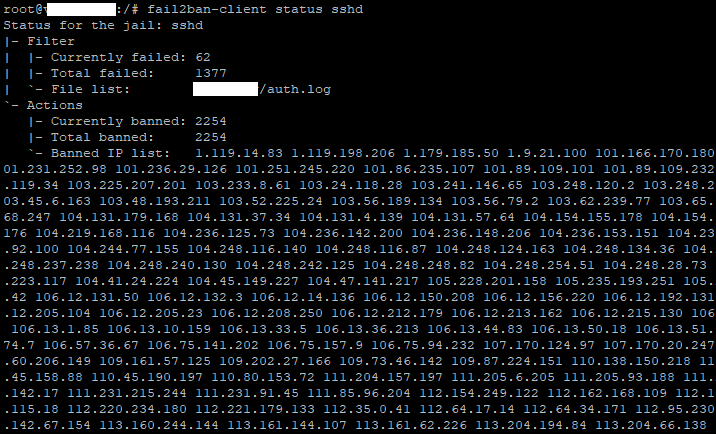 root@ :/# fail2ban-client status sshd
Status for the jail: sshd
|- Filter
|  |- Currently failed: 62
|  |- Total failed:     1377
|  `- File list:        /auth.log
`- Actions
   |- Currently banned: 2254
   |- Total banned:     2254
   `- Banned IP list:   1.119.14.83 1.119.198.206 1.179.185.50 1.9.21.100 101.166.170.180
01.231.252.98 101.236.29.126 101.251.245.220 101.86.235.107 101.89.109.101 101.89.109.232
.119.34 103.225.207.201 103.233.8.61 103.24.118.28 103.241.146.65 103.248.120.2 103.248.2
03.45.6.163 103.48.193.211 103.52.225.24 103.56.189.134 103.56.79.2 103.62.239.77 103.65.
68.247 104.131.179.168 104.131.37.34 104.131.4.139 104.131.57.64 104.154.155.178 104.154.
176 104.219.168.116 104.236.125.73 104.236.142.200 104.236.148.206 104.236.153.151 104.23
.92.100 104.244.77.155 104.248.116.140 104.248.116.87 104.248.124.163 104.248.134.36 104.
.248.237.238 104.248.240.130 104.248.242.125 104.248.248.82 104.248.254.51 104.248.28.73
.223.117 104.41.24.224 104.45.149.227 104.47.141.217 105.228.201.158 105.235.193.251 105.
.42 106.12.131.50 106.12.132.3 106.12.14.136 106.12.150.208 106.12.156.220 106.12.192.131
.12.205.104 106.12.205.23 106.12.208.250 106.12.212.179 106.12.213.162 106.12.215.130 106
 106.13.1.85 106.13.10.159 106.13.33.5 106.13.36.213 106.13.44.83 106.13.50.18 106.13.51.
74.7 106.57.36.67 106.75.141.202 106.75.157.9 106.75.94.232 107.170.124.97 107.170.20.247
.60.206.149 109.161.57.125 109.202.27.166 109.73.46.142 109.87.224.151 110.138.150.218 11
.45.158.88 110.45.190.197 110.80.153.72 111.204.157.197 111.205.6.205 111.205.93.188 111.
.142.17 111.231.215.244 111.231.91.45 111.85.96.204 112.154.249.122 112.162.168.109 112.1
.115.18 112.220.234.180 112.221.179.133 112.35.0.41 112.64.17.14 112.64.34.171 112.95.230
.142.67.154 113.160.244.144 113.161.144.107 113.161.62.226 113.204.194.84 113.204.66.138